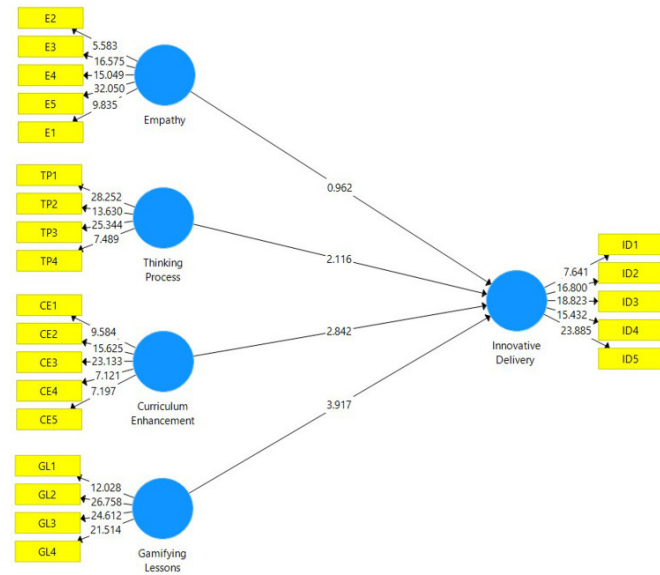 E2
E3
E4
E5
E1
5.583
16.575
15.049
32.050
9.835
Empathy
0.962
TP1
TP2
TP3
TP4
28.252
13.630
25.344
7.489
Thinking
Process
2.116
CE1
CE2
CE3
CE4
CE5
9.584
15.625
23.133
7.121
7.197
Curriculum
Enhancement
2.842
GL1
GL2
GL3
GL4
12.028
26.758
24.612
21.514
Gamifying
Lessons
3.917
Innovative
Delivery
7.641
16.800
18.823
15.432
23.885
ID1
ID2
ID3
ID4
ID5